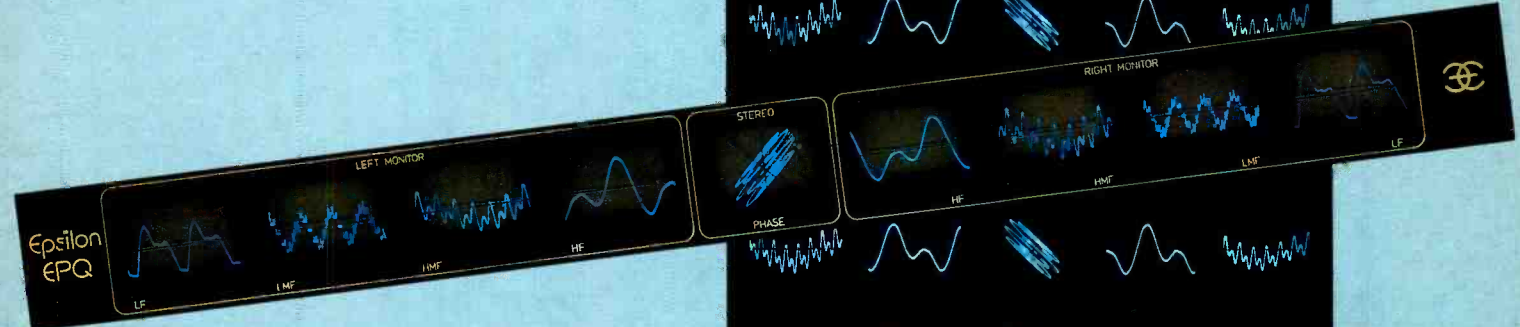 Epsilon
EPQ
LEFT MONITOR
LF
LMF
HMF
HF
STEREO
PHASE
RIGHT MONITOR
HF
HMF
LMF
LF